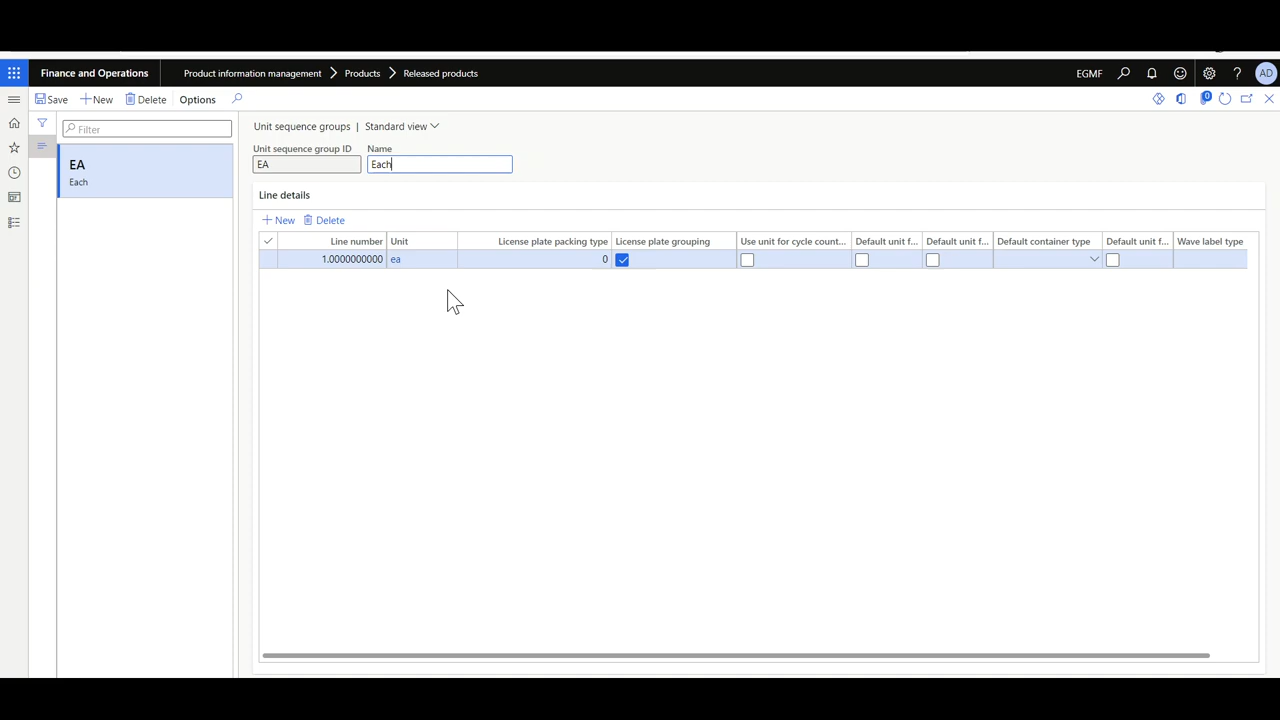 Finance and Operations Product information management Products Released products EGMF ? AD
Save New Delete Options 0
Filter
EA
Each
Unit sequence groups | Standard view
Unit sequence group ID Name
EA Each
Line details
New Delete
Line number Unit License plate packing type License plate grouping Use unit for cycle count... Default unit f... Default unit f... Default container type Default unit f... Wave label type
1.0000000000 ea 0